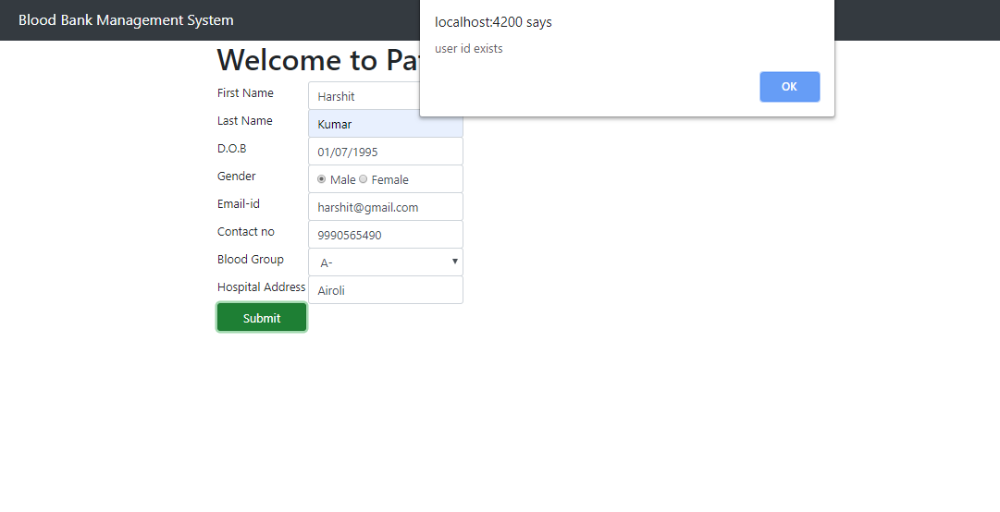 Blood Bank Management System
localhost:4200 says
user id exists
OK
Welcome to
First Name Harshit
Last Name Kumar
D.O.B 01/07/1995
Gender Male Female
Email-id harshit@gmail.com
Contact no 9990565490
Blood Group A-
Hospital Address Airoli
Submit